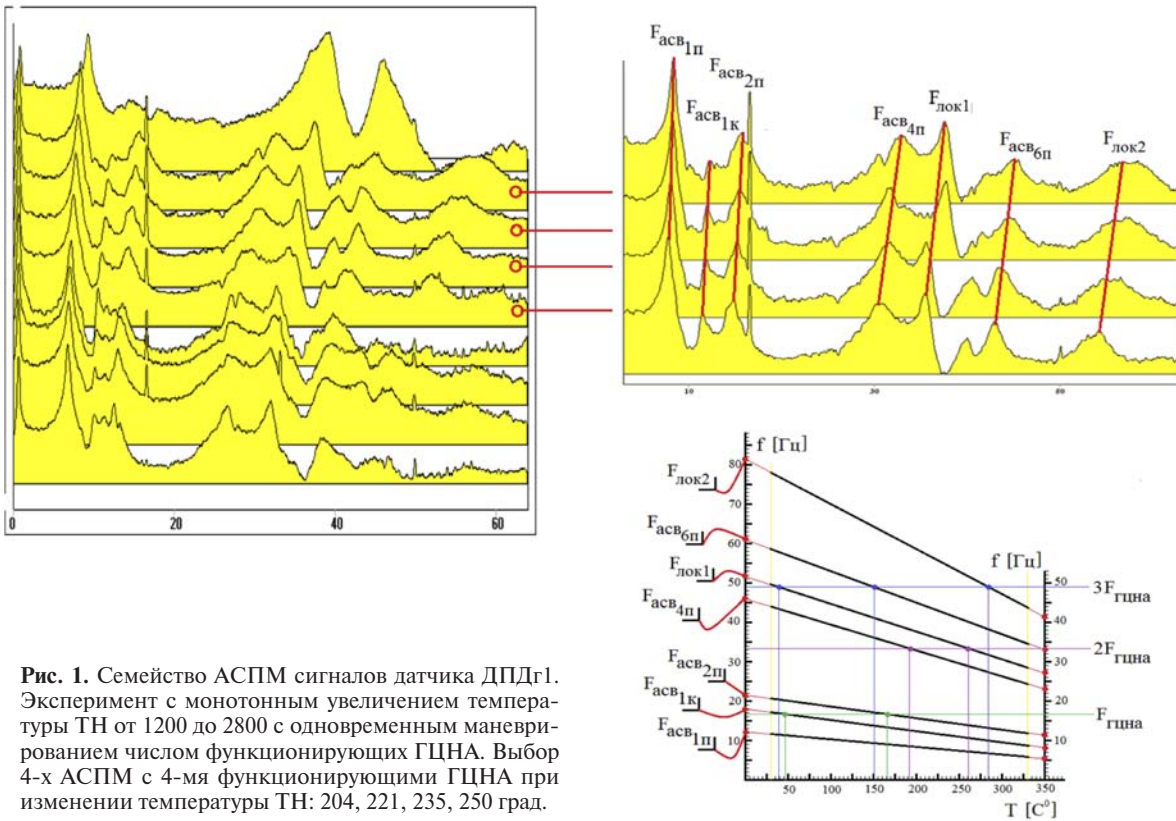 0 20 40 60
Fасв1п
Fасв1к
Fасв2п
Fасв4п
Fлок1
Fасв6п
Fлок2
10 30 50
f [Гц]
80
70
60
50
40
30
20
10
Fлок2
Fасв6п
Fлок1
Fасв4п
Fасв2п
Fасв1к
Fасв1п
f [Гц]
50
40
30
20
10
3Fгцна
2Fгцна
Fгцна
50 100 150 200 250 300 350
T [C0]
Рис. 1. Семейство АСПМ сигналов датчика ДПДг1.
Эксперимент с монотонным увеличением темпера-
туры ТН от 1200 до 2800 с одновременным маневри-
рованием числом функционирующих ГЦНА. Выбор
4-х АСПМ с 4-мя функционирующими ГЦНА при
изменении температуры ТН: 204, 221, 235, 250 град.